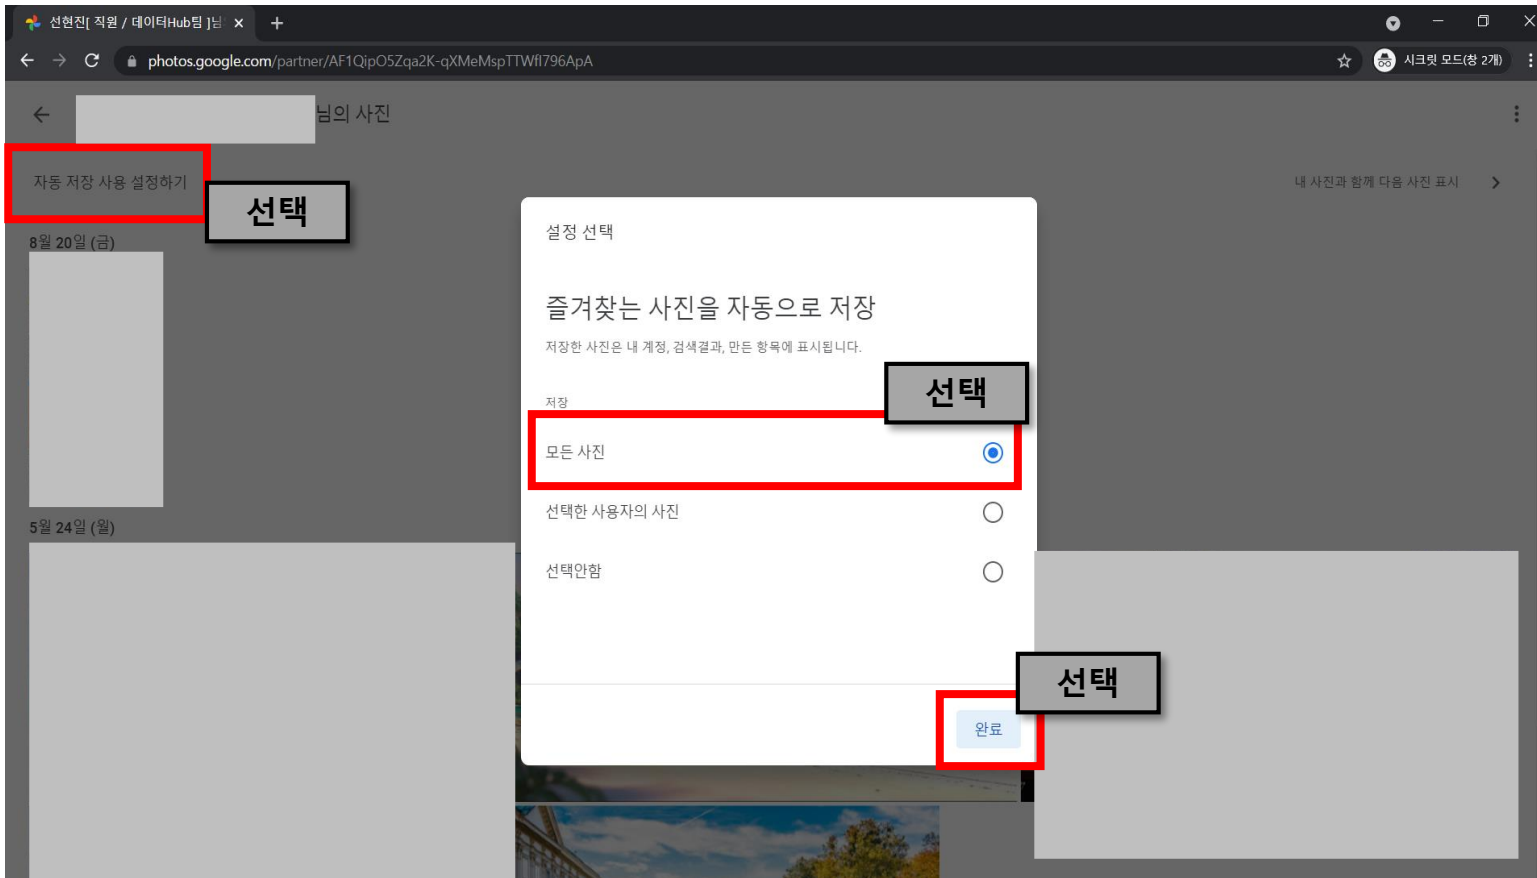 선현진[ 직원 / 데이터Hub팀 ]님
photos.google.com/partner/AF1QipO5Zqa2K-qXMeMspTTWfI796ApA
시크릿 모드(창 2개)
님의 사진
자동 저장 사용 설정하기
선택
내 사진과 함께 다음 사진 표시
8월 20일 (금)
설정 선택
즐겨찾는 사진을 자동으로 저장
저장한 사진은 내 계정, 검색결과, 만든 항목에 표시됩니다.
선택
저장
모든 사진
선택한 사용자의 사진
5월 24일 (월)
선택안함
선택
완료